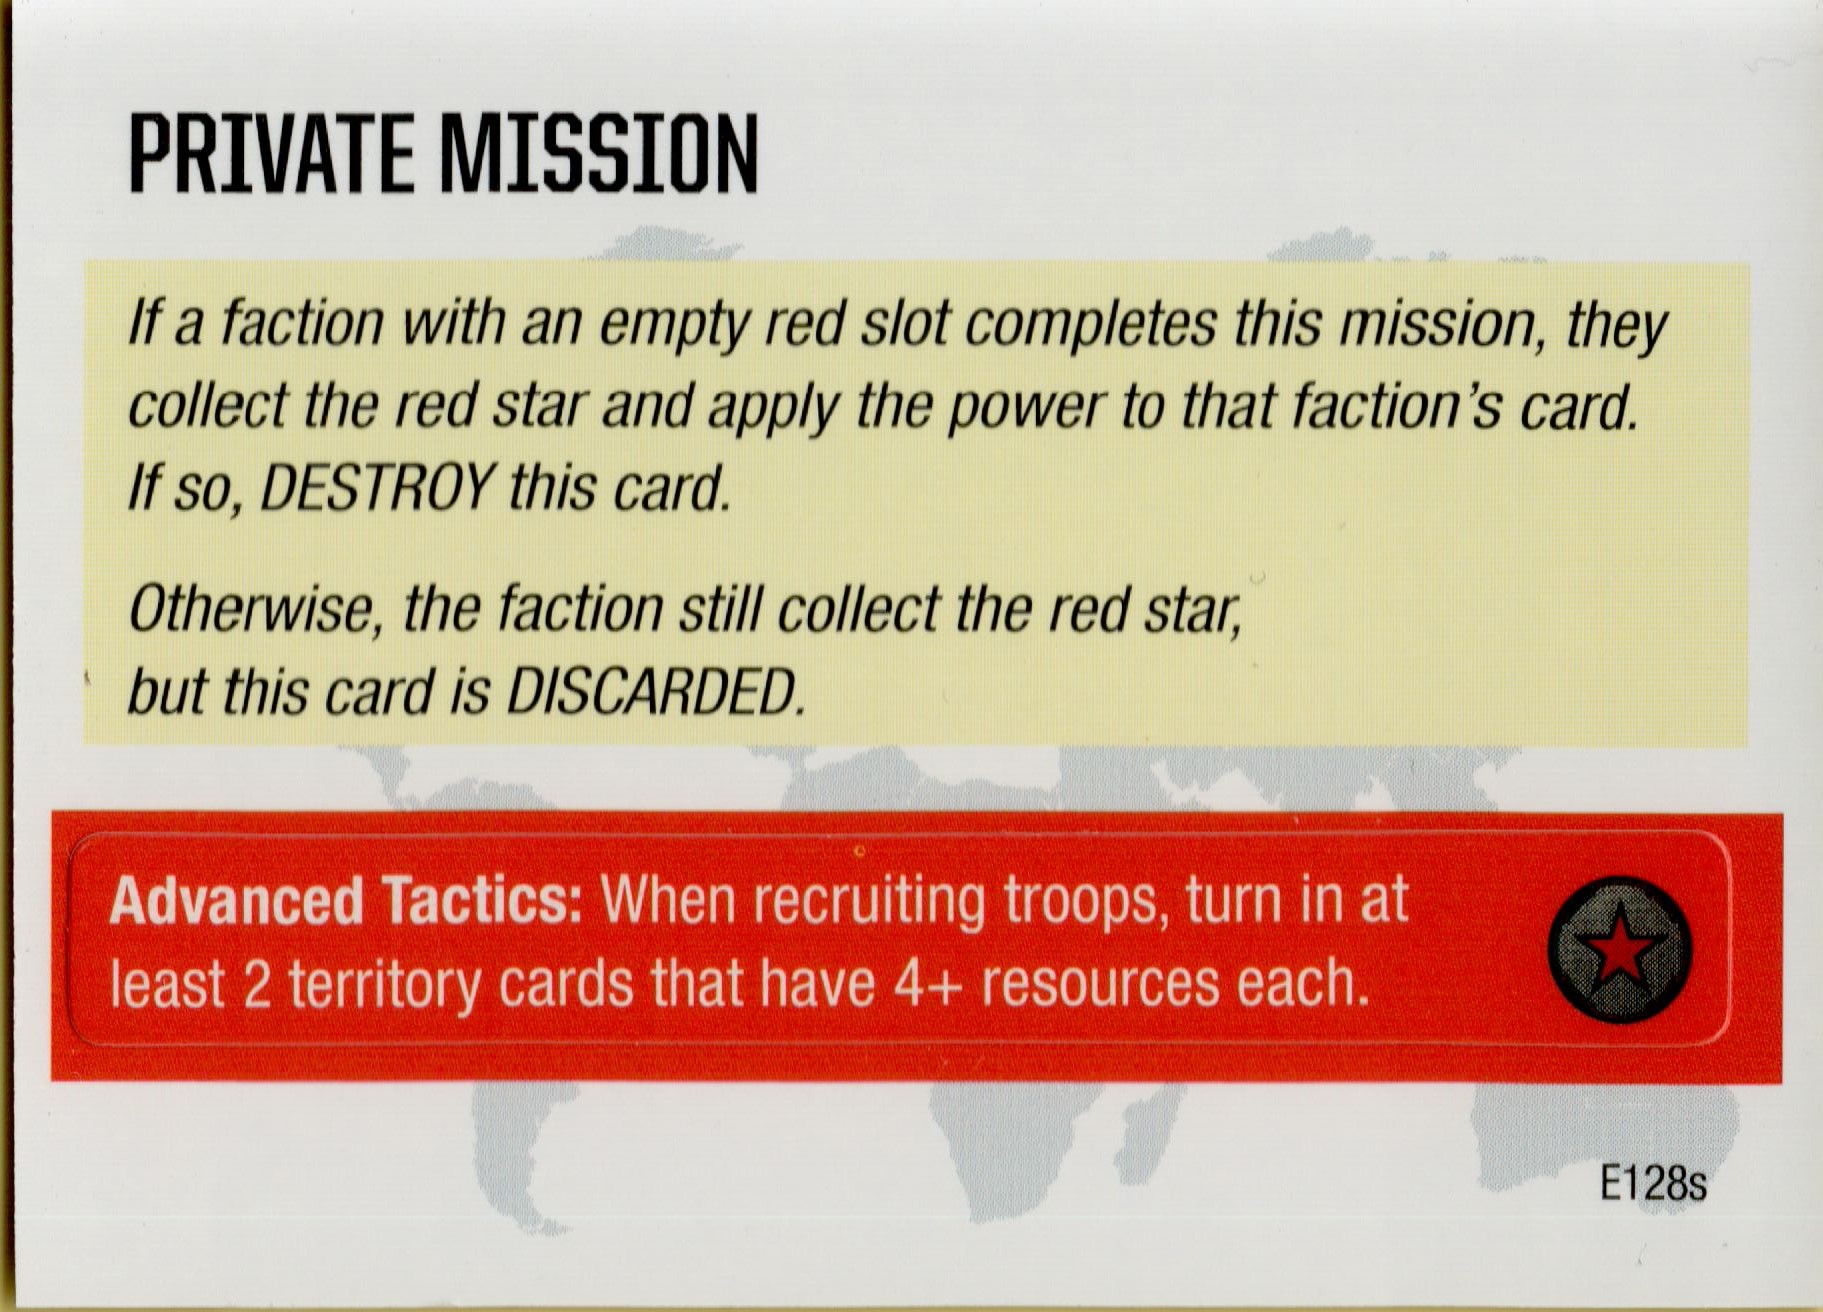 PRIVATE MISSION
If a faction with an empty red slot completes this mission, they
collect the red star and apply the power to that faction's card.
If so, DESTROY this card.
Otherwise, the faction still collect the red star,
but this card is DISCARDED.
Advanced Tactics: When recruiting troops, turn in at
least 2 territory cards that have 4+ resources each.
E128s